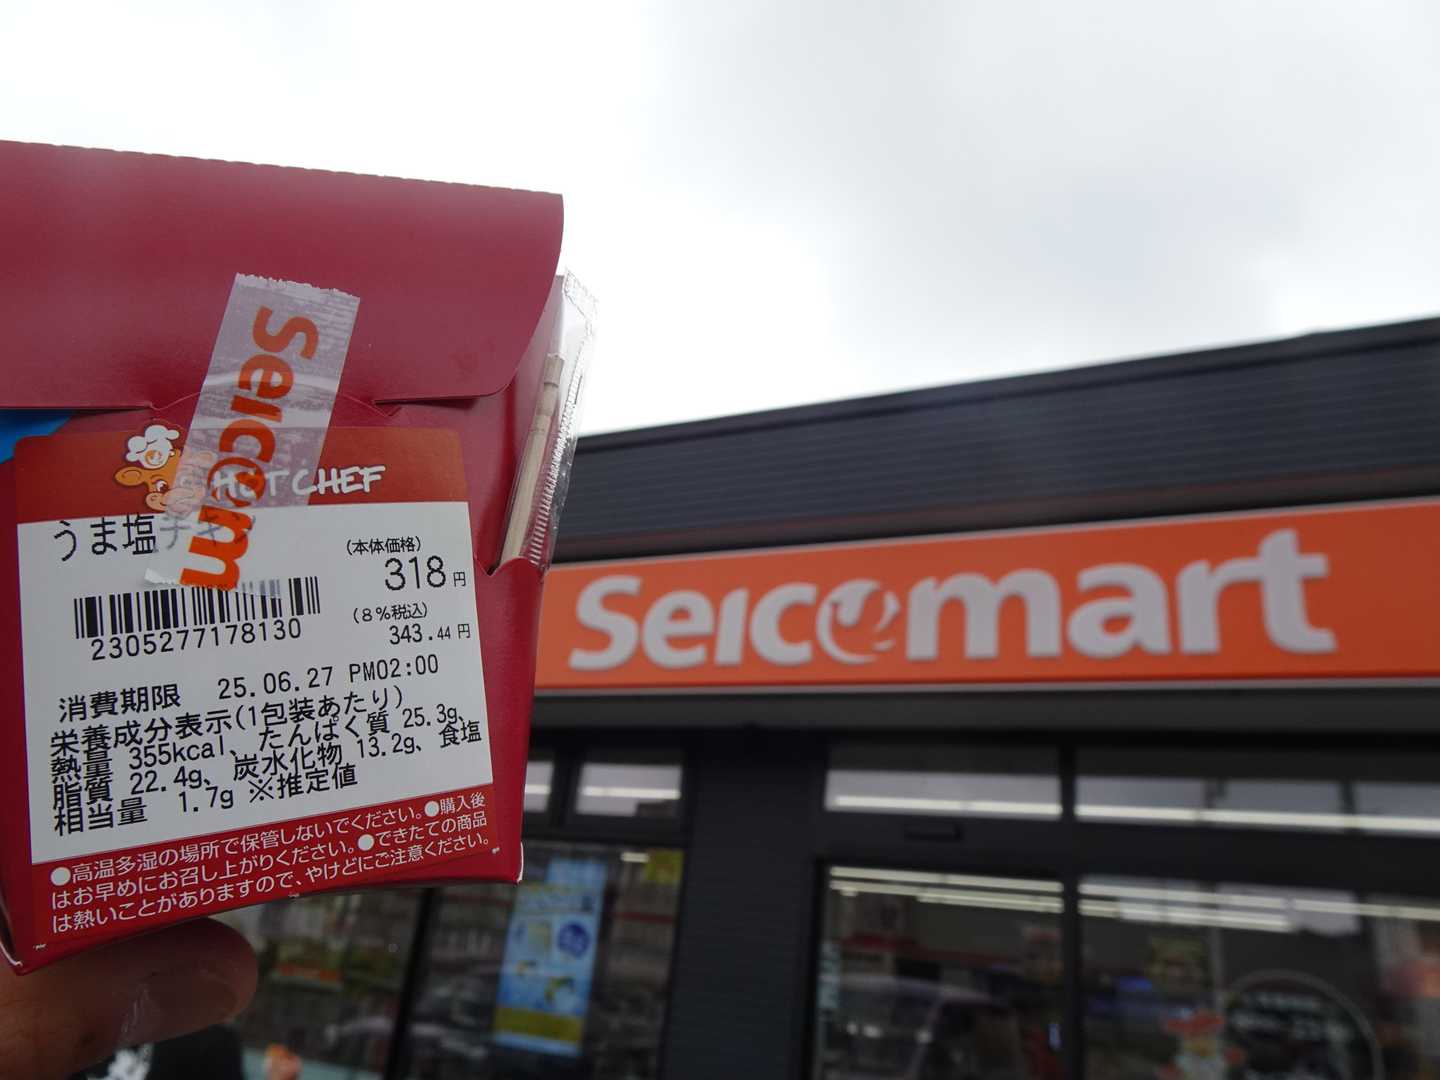 Seicom
HOT CHEF
うま塩チキン
(本体価格)
318円
(8%税込)
343.44円
2305277178130
消費期限 25.06.27 PM02:00
栄養成分表示(1包装あたり)
熱量 355kcal、たんぱく質 25.3g、
脂質 22.4g、炭水化物 13.2g、食塩
相当量 1.7g ※推定値
●高温多湿の場所で保管しないでください。●購入後
はお早めにお召し上がりください。●できたての商品
は熱いことがありますので、やけどにご注意ください。
Seicomart